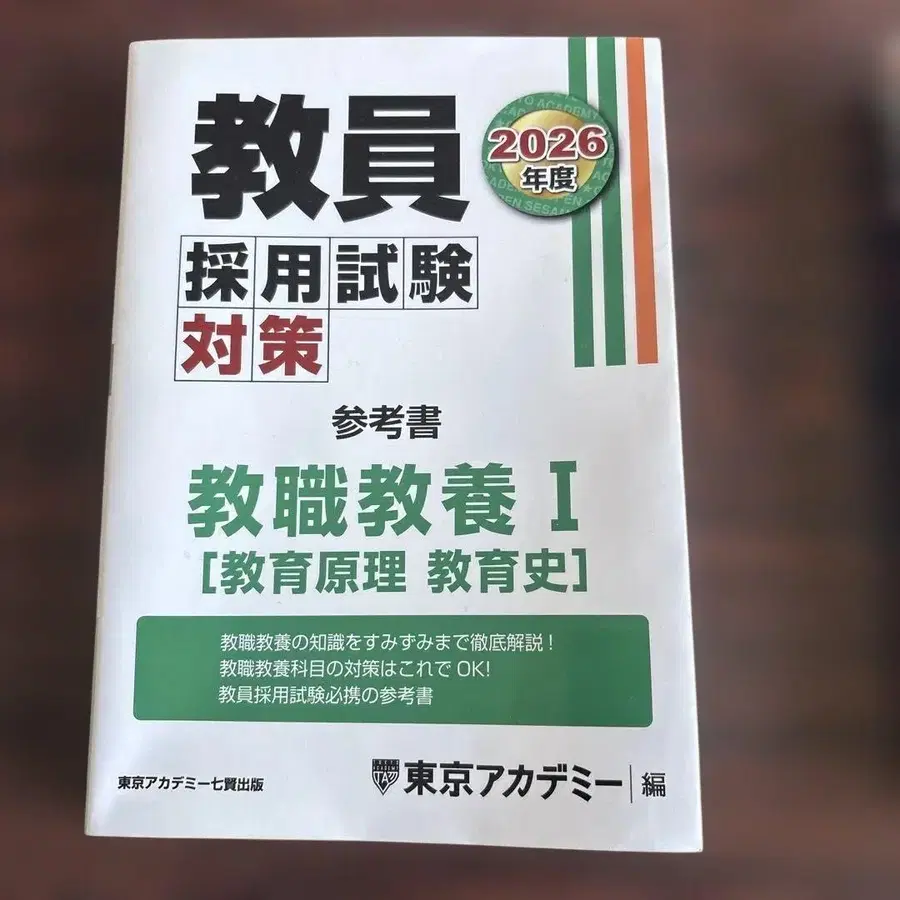 教員
2026
年度
採用試験
対策
参考書
教職教養 I
[教育原理 教育史]
教職教養の知識をすみずみまで徹底解説！
教職教養科目の対策はこれで OK!
教員採用試験必携の参考書
東京アカデミー七賢出版
東京アカデミー 編